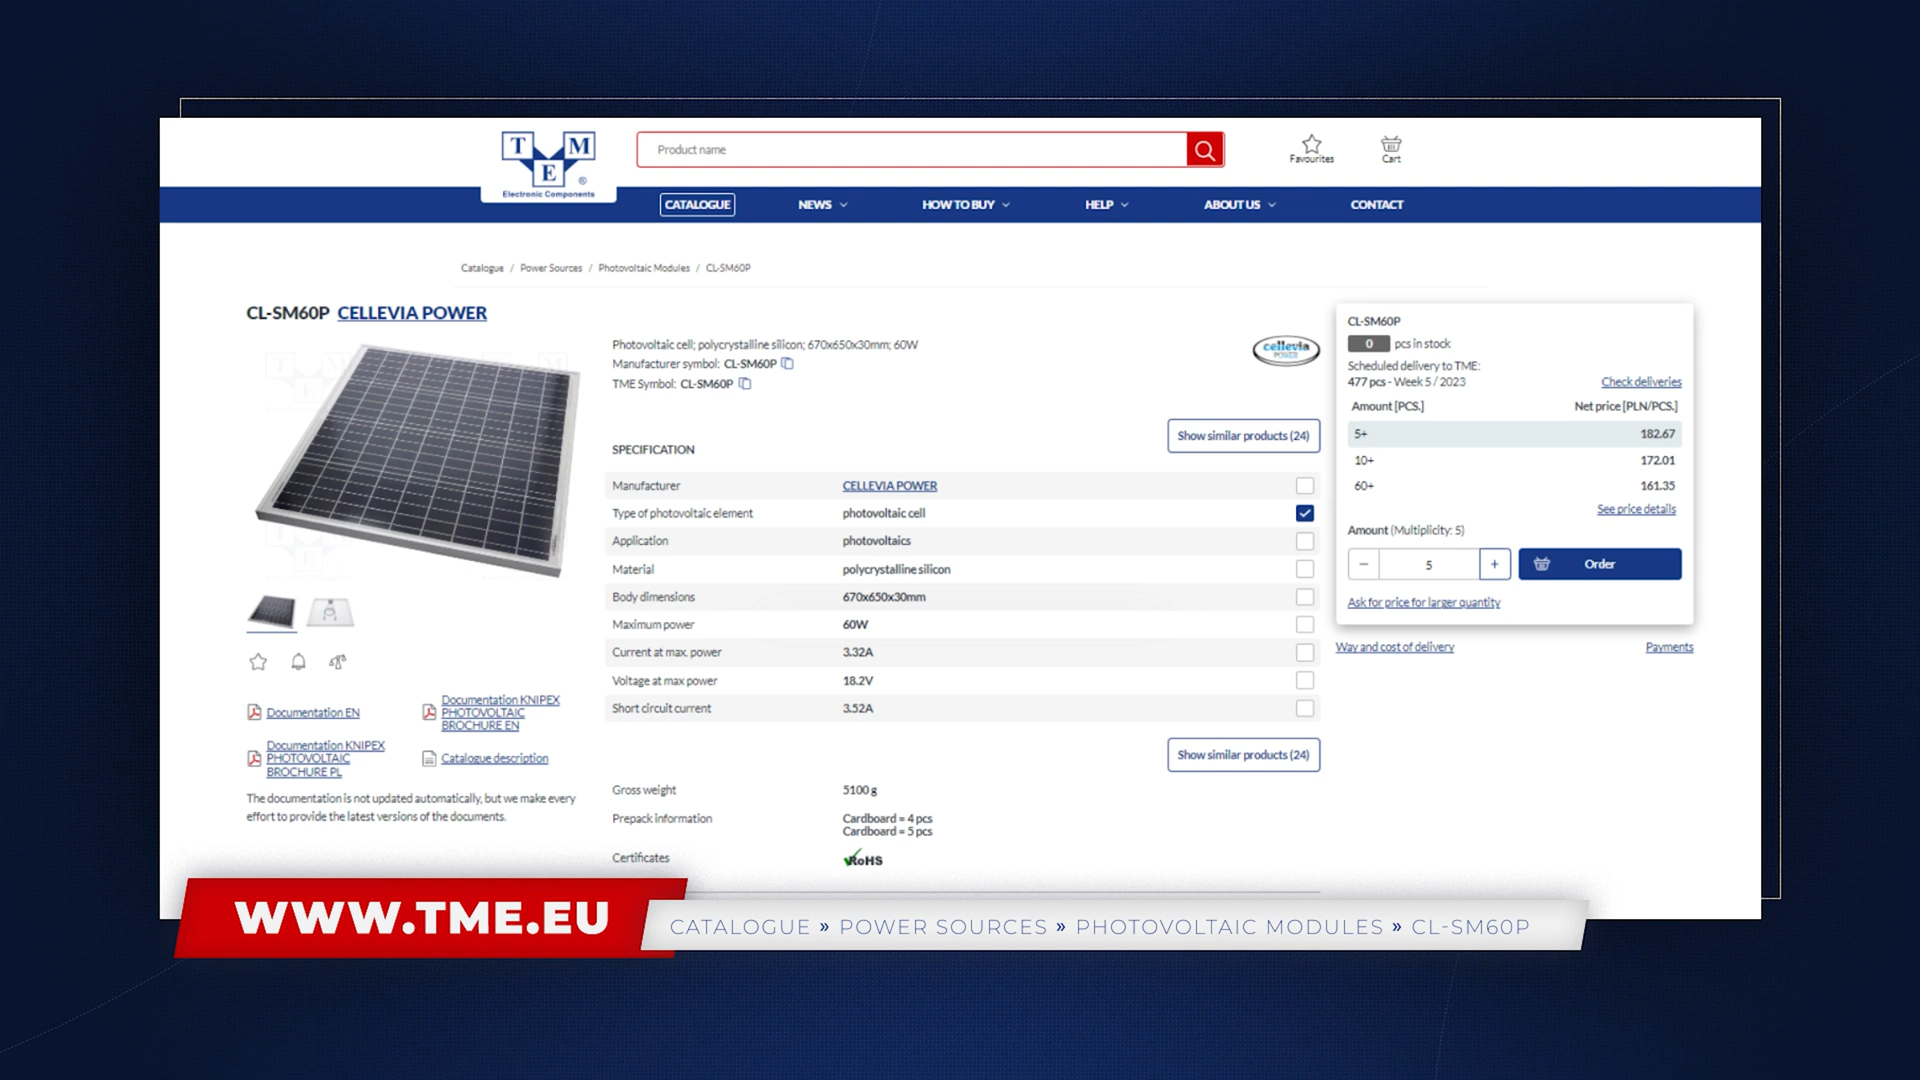 T M E ®
Electronic Components
Product name
Favourites
Cart
CATALOGUE NEWS HOW TO BUY HELP ABOUT US CONTACT
Catalogue / Power Sources / Photovoltaic Modules / CL-SM60P
CL-SM60P CELLEVIA POWER
Photovoltaic cell; polycrystalline silicon; 670x650x30mm; 60W
Manufacturer symbol: CL-SM60P
TME Symbol: CL-SM60P
cellevia
POWER
Show similar products (24)
SPECIFICATION
Manufacturer CELLEVIA POWER
Type of photovoltaic element photovoltaic cell
Application photovoltaics
Material polycrystalline silicon
Body dimensions 670x650x30mm
Maximum power 60W
Current at max. power 3.32A
Voltage at max power 18.2V
Short circuit current 3.52A
Show similar products (24)
Gross weight 5100 g
Prepack information Cardboard = 4 pcs
Cardboard = 5 pcs
Certificates RoHS
Documentation EN
Documentation KNIPEX
PHOTOVOLTAIC
BROCHURE EN
Documentation KNIPEX
PHOTOVOLTAIC
BROCHURE PL
Catalogue description
The documentation is not updated automatically, but we make every
effort to provide the latest versions of the documents.
CL-SM60P
0 pcs in stock
Scheduled delivery to TME:
477 pcs - Week 5 / 2023 Check deliveries
Amount [PCS.] Net price [PLN/PCS.]
5+ 182.67
10+ 172.01
60+ 161.35
See price details
Amount (Multiplicity: 5)
− 5 + Order
Ask for price for larger quantity
Way and cost of delivery Payments
WWW.TME.EU
CATALOGUE » POWER SOURCES » PHOTOVOLTAIC MODULES » CL-SM60P